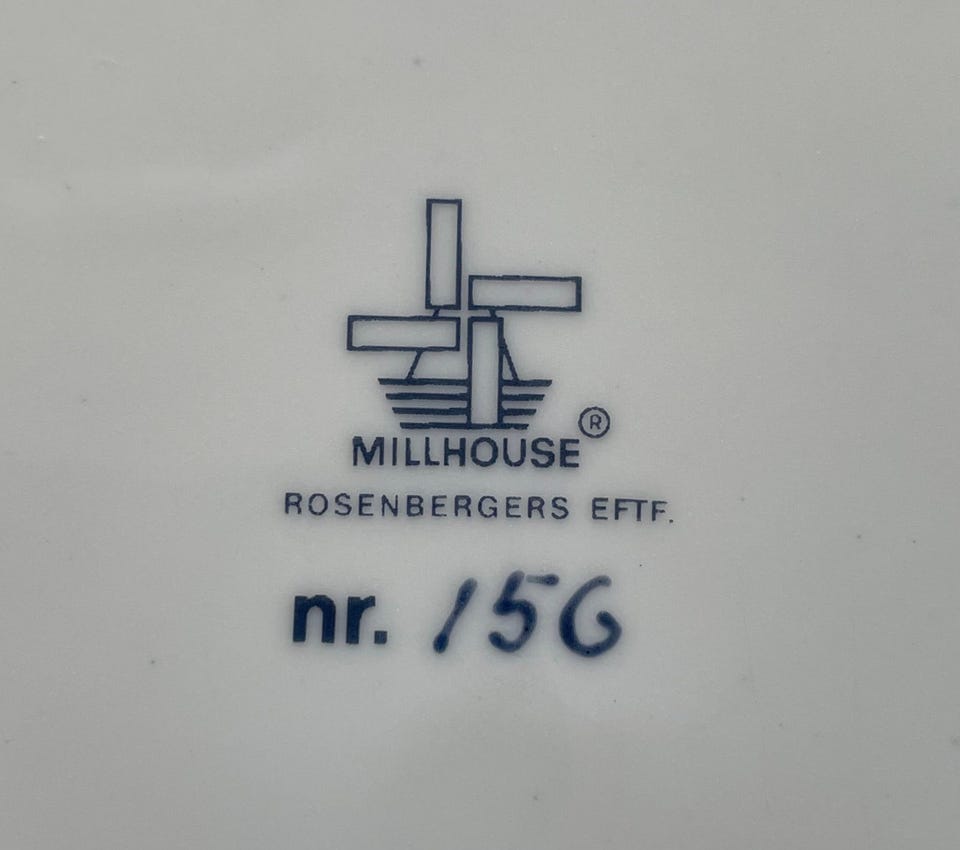 MILLHOUSE ®
ROSENBERGERS EFTF.
nr. 156